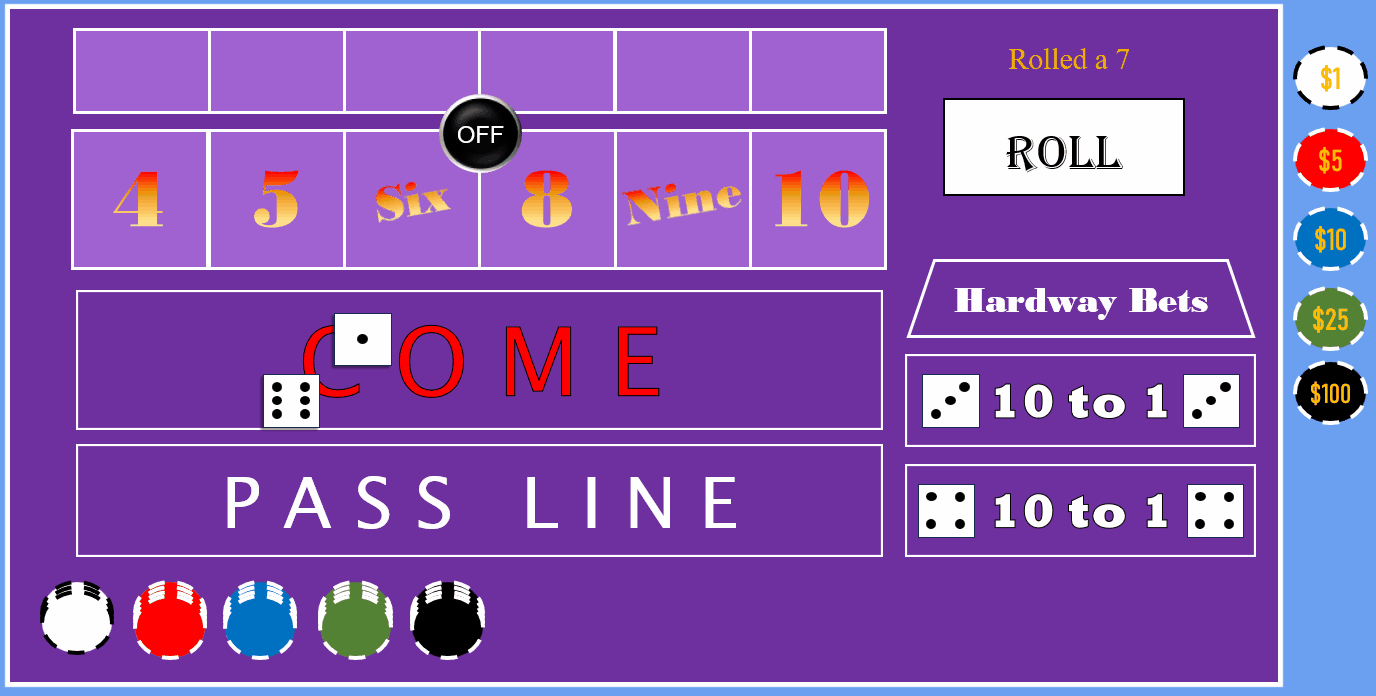 Rolled a 7
ROLL
OFF
4 5 Six 8 Nine 10
Hardway Bets
COME
10 to 1
PASS LINE
10 to 1
$1
$5
$10
$25
$100